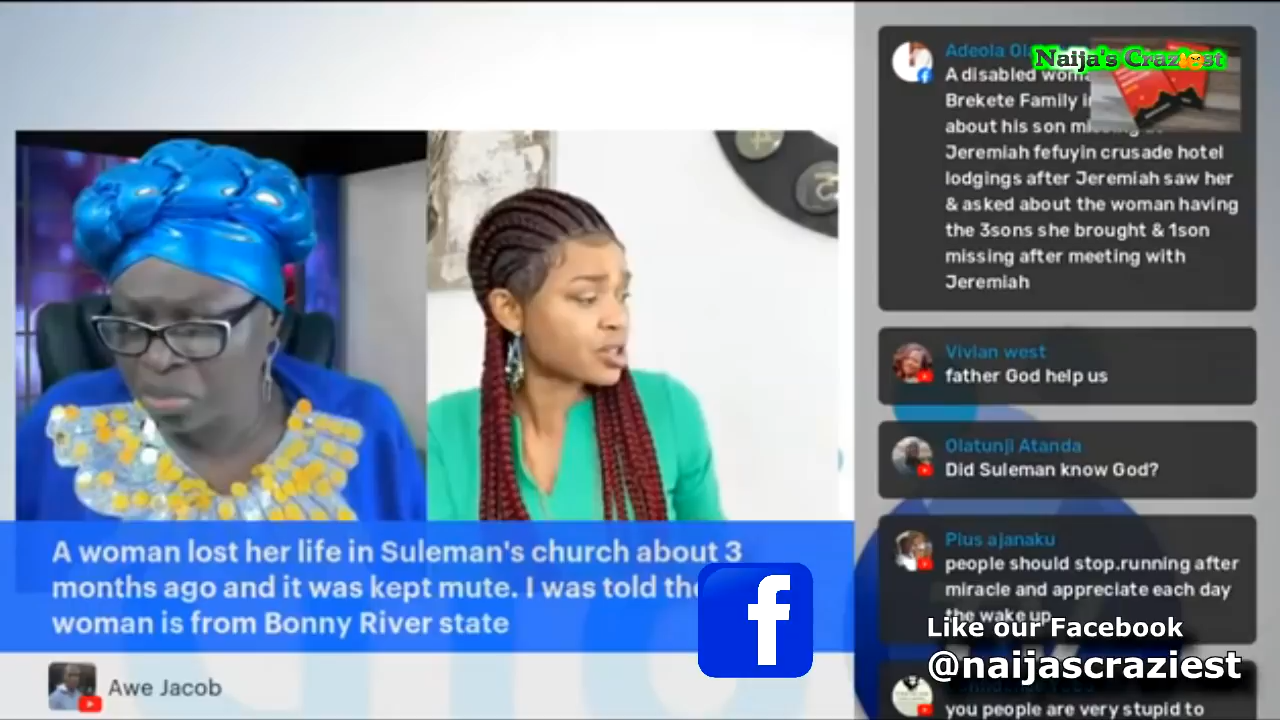 A woman lost her life in Suleman's church about 3
months ago and it was kept mute. I was told
woman is from Bonny River state
Awe Jacob
Adeola
Naija's Craziest
A disabled
Brekete Family
about his son
Jeremiah fefuyin crusade hotel
lodgings after Jeremiah saw her
& asked about the woman having
the 3sons she brought & 1son
missing after meeting with
Jeremiah
Vivian west
father God help us
Olatunji Atanda
Did Suleman know God?
Pius ajanaku
people should stop.running after
miracle and appreciate each day
the wake up
Like our Facebook
@naijascraziest
you people are very stupid to